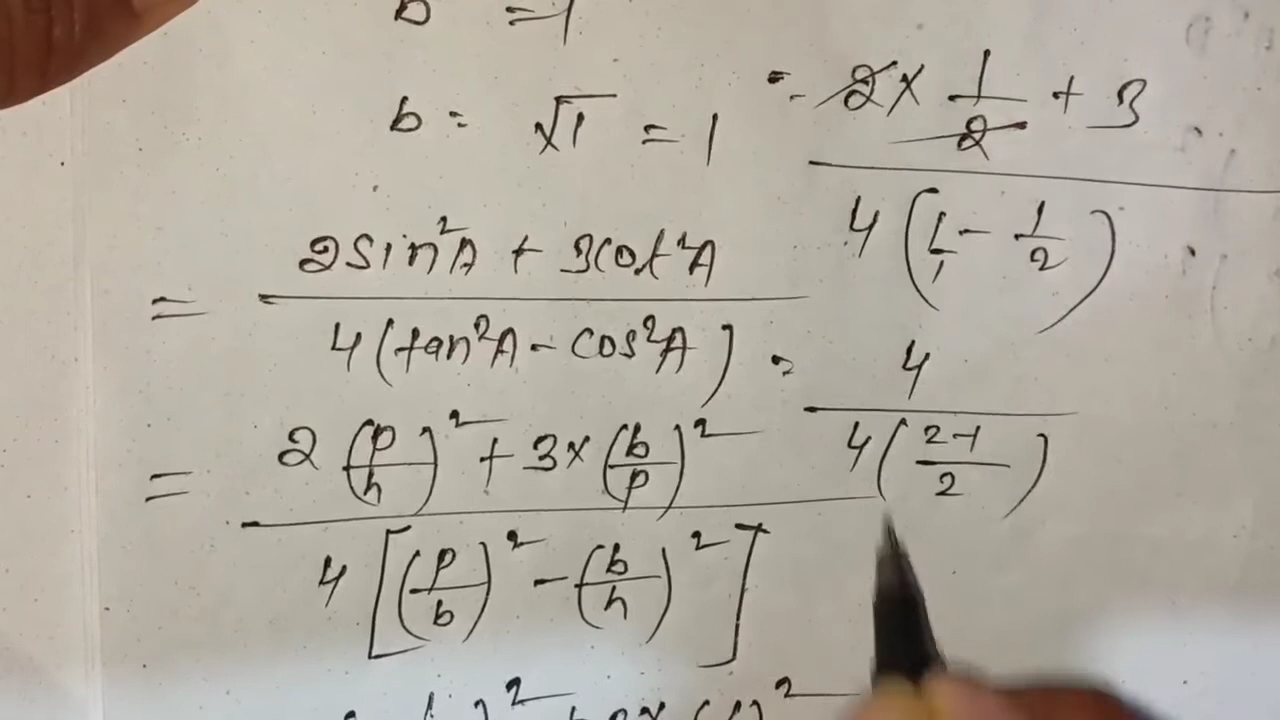 b = 1
b = √1 = 1
= (2sin²A + 3cot²A) / (4(tan²A - cos²A))
= (2(p/h)² + 3×(b/p)²) / (4[(p/b)² - (b/h)²])
= (2 × 1/2 + 3) / (4(1/1 - 1/2))
= 4 / (4((2-1)/2))